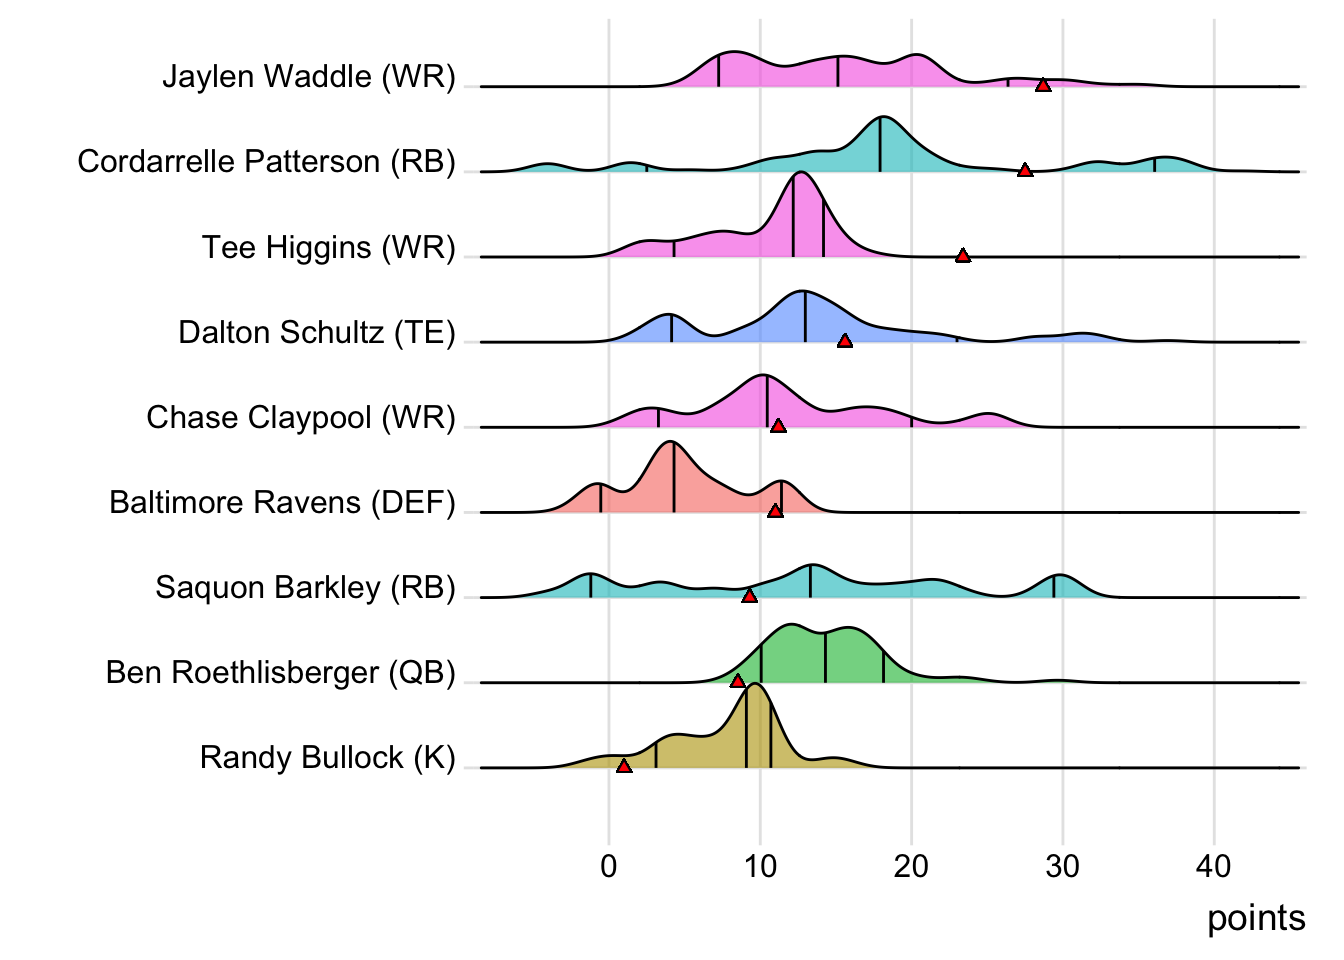 Jaylen Waddle (WR)
Cordarrelle Patterson (RB)
Tee Higgins (WR)
Dalton Schultz (TE)
Chase Claypool (WR)
Baltimore Ravens (DEF)
Saquon Barkley (RB)
Ben Roethlisberger (QB)
Randy Bullock (K)
0 10 20 30 40
points